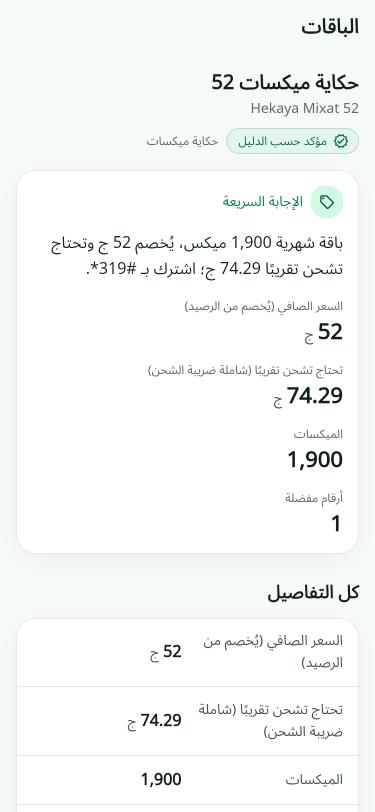 الباقات
حكاية ميكسات 52
Hekaya Mixat 52
مؤكد حسب الدليل
حكاية ميكسات
الإجابة السريعة
باقة شهرية 1,900 ميكس، يُخصم 52 ج وتحتاج
تشحن تقريبًا 74.29 ج؛ اشترك بـ #319*.
السعر الصافي (يُخصم من الرصيد)
52 ج
تحتاج تشحن تقريبًا (شاملة ضريبة الشحن)
74.29 ج
الميكسات
1,900
أرقام مفضلة
1
كل التفاصيل
السعر الصافي (يُخصم من
الرصيد)
52 ج
تحتاج تشحن تقريبًا (شاملة
ضريبة الشحن)
74.29 ج
الميكسات
1,900